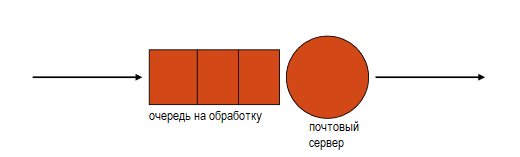 очередь на обработку
почтовый
сервер